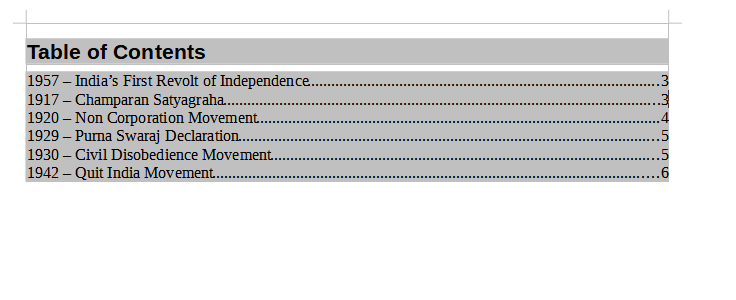 Table of Contents
1957 – India’s First Revolt of Independence.....................................................................................3
1917 – Champaran Satyagraha..........................................................................................................3
1920 – Non Corporation Movement.................................................................................................4
1929 – Purna Swaraj Declaration......................................................................................................5
1930 – Civil Disobedience Movement..............................................................................................5
1942 – Quit India Movement.............................................................................................................6